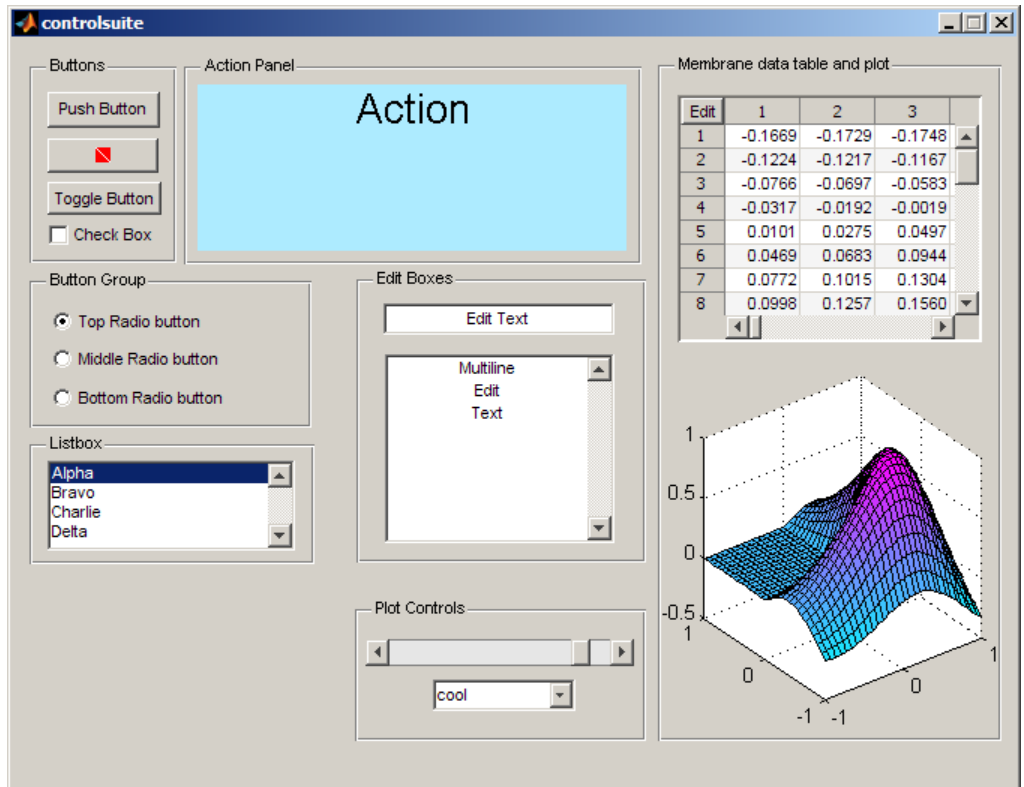 controlsuite
Buttons
Push Button
Toggle Button
Check Box
Action Panel
Action
Button Group
Top Radio button
Middle Radio button
Bottom Radio button
Listbox
Alpha
Bravo
Charlie
Delta
Edit Boxes
Edit Text
Multiline
Edit
Text
Plot Controls
cool
Membrane data table and plot
Edit 1 2 3
1 -0.1669 -0.1729 -0.1748
2 -0.1224 -0.1217 -0.1167
3 -0.0766 -0.0697 -0.0583
4 -0.0317 -0.0192 -0.0019
5 0.0101 0.0275 0.0497
6 0.0469 0.0683 0.0944
7 0.0772 0.1015 0.1304
8 0.0998 0.1257 0.1560
1
0.5
0
-0.5
1
0
-1
-1
0
1